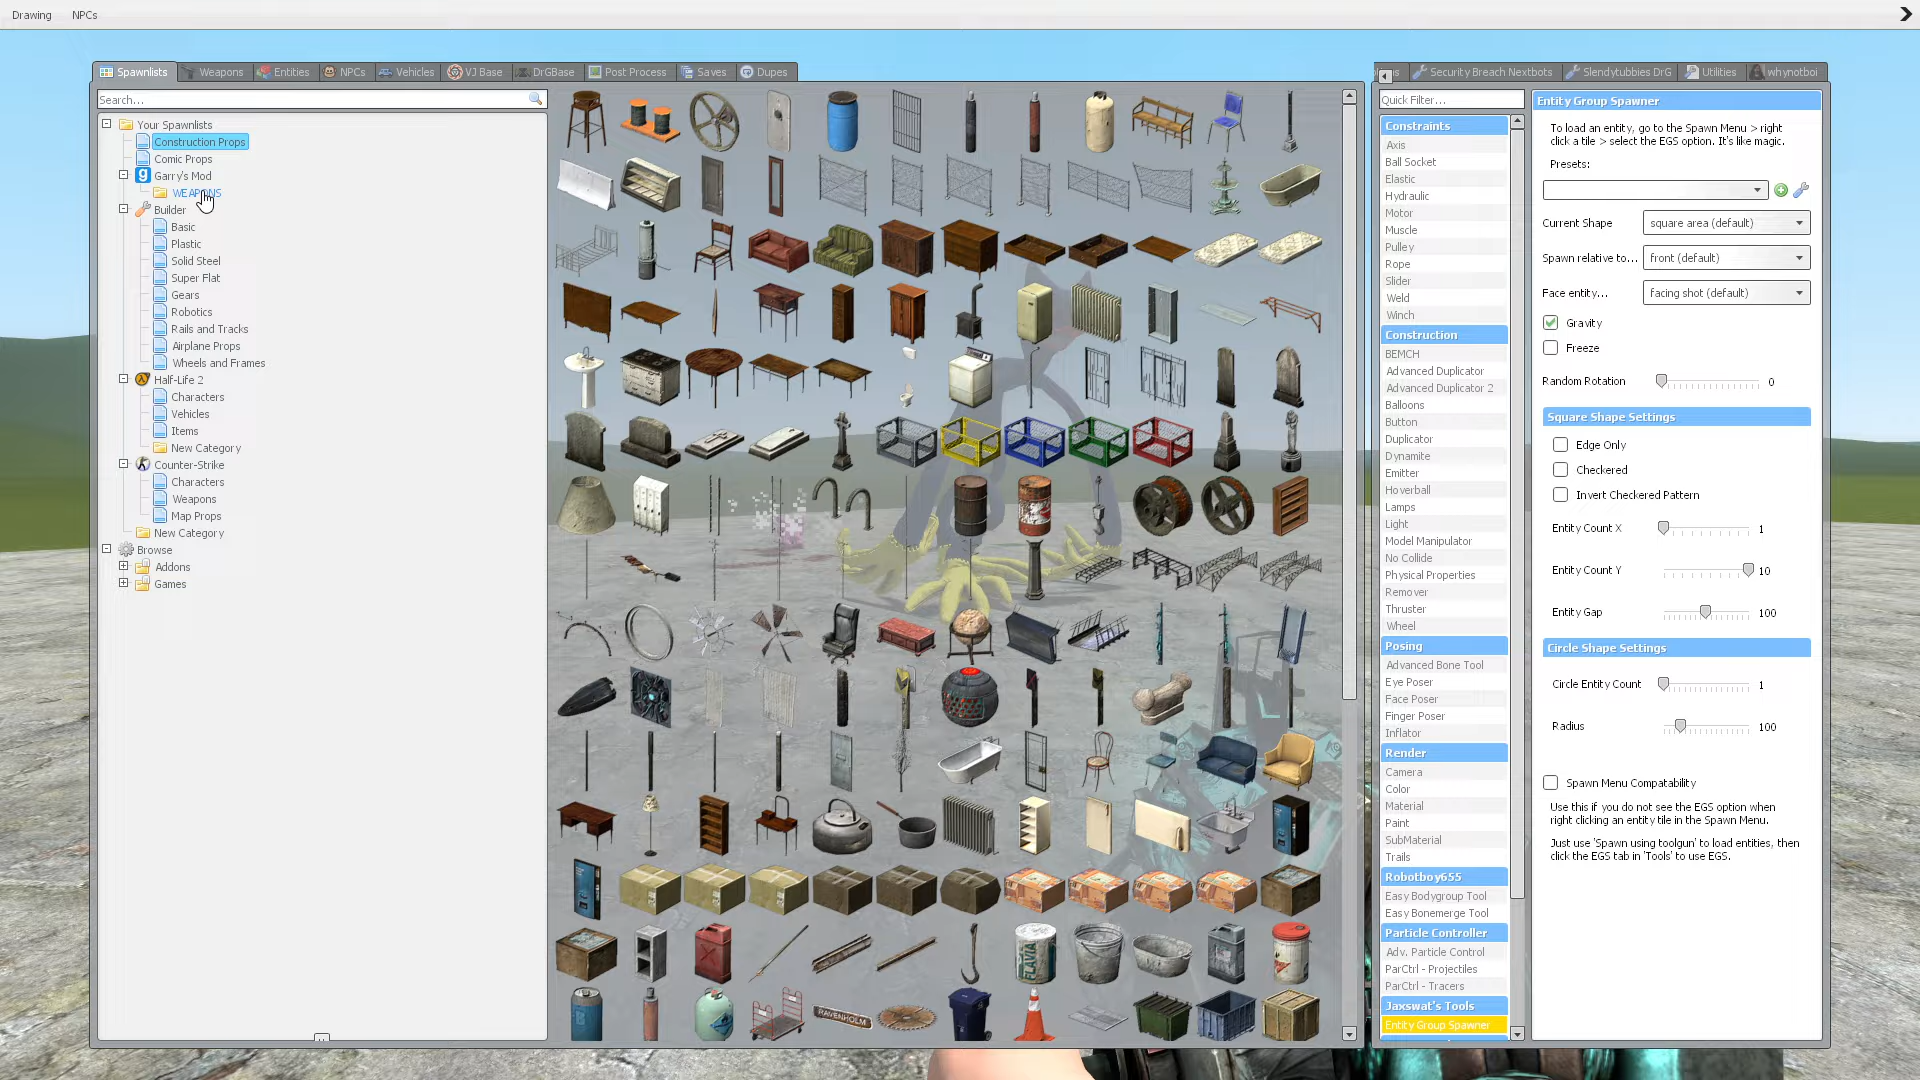 Drawing NPCs
Spawnlists Weapons Entities NPCs Vehicles VJ Base DrGBase Post Process Saves Dupes
Security Breach Nextbots Slendytubbies DrG Utilities whynotboi
Search...
Your Spawnlists
Construction Props
Comic Props
Garry's Mod
WEAPONS
Builder
Basic
Plastic
Solid Steel
Super Flat
Gears
Robotics
Rails and Tracks
Airplane Props
Wheels and Frames
Half-Life 2
Characters
Vehicles
Items
New Category
Counter-Strike
Characters
Weapons
Map Props
New Category
Browse
Addons
Games
FLAVIA
RAVENHOLM
Quick Filter...
Constraints
Axis
Ball Socket
Elastic
Hydraulic
Motor
Muscle
Pulley
Rope
Slider
Weld
Winch
Construction
BEMCH
Advanced Duplicator
Advanced Duplicator 2
Balloons
Button
Duplicator
Dynamite
Emitter
Hoverball
Lamps
Light
Model Manipulator
No Collide
Physical Properties
Remover
Thruster
Wheel
Posing
Advanced Bone Tool
Eye Poser
Face Poser
Finger Poser
Inflator
Render
Camera
Color
Material
Paint
SubMaterial
Trails
Robotboy655
Easy Bodygroup Tool
Easy Bonemerge Tool
Particle Controller
Adv. Particle Control
ParCtrl - Projectiles
ParCtrl - Tracers
Jaxswat's Tools
Entity Group Spawner
Entity Group Spawner
To load an entity, go to the Spawn Menu > right
click a tile > select the EGS option. It's like magic.
Presets:
Current Shape square area (default)
Spawn relative to... front (default)
Face entity... facing shot (default)
Gravity
Freeze
Random Rotation 0
Square Shape Settings
Edge Only
Checkered
Invert Checkered Pattern
Entity Count X 1
Entity Count Y 10
Entity Gap 100
Circle Shape Settings
Circle Entity Count 1
Radius 100
Spawn Menu Compatability
Use this if you do not see the EGS option when
right clicking an entity tile in the Spawn Menu.
Just use 'Spawn using toolgun' to load entities, then
click the EGS tab in 'Tools' to use EGS.